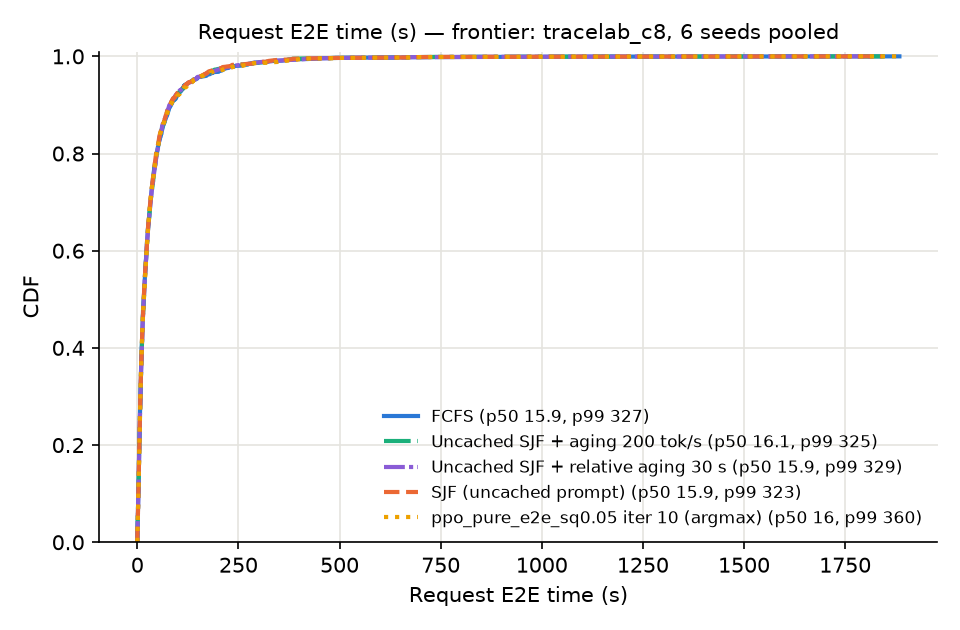 Request E2E time (s) — frontier: tracelab_c8, 6 seeds pooled
1.0
0.8
0.6
0.4
0.2
0.0
CDF
FCFS (p50 15.9, p99 327)
Uncached SJF + aging 200 tok/s (p50 16.1, p99 325)
Uncached SJF + relative aging 30 s (p50 15.9, p99 329)
SJF (uncached prompt) (p50 15.9, p99 323)
ppo_pure_e2e_sq0.05 iter 10 (argmax) (p50 16, p99 360)
0 250 500 750 1000 1250 1500 1750
Request E2E time (s)